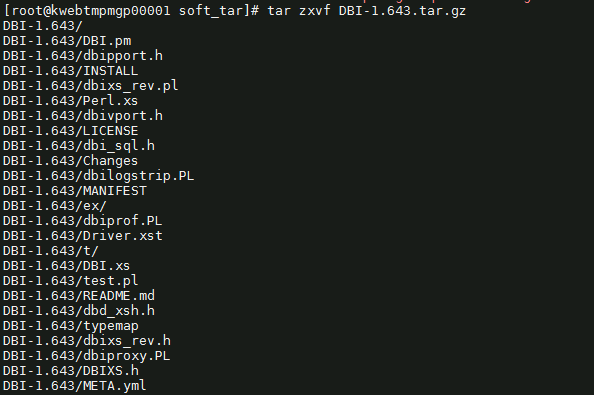 [root@kwebtmpmgp00001 soft_tar]# tar zxvf DBI-1.643.tar.gz
DBI-1.643/
DBI-1.643/DBI.pm
DBI-1.643/dbipport.h
DBI-1.643/INSTALL
DBI-1.643/dbixs_rev.pl
DBI-1.643/Perl.xs
DBI-1.643/dbivport.h
DBI-1.643/LICENSE
DBI-1.643/dbi_sql.h
DBI-1.643/Changes
DBI-1.643/dbilogstrip.PL
DBI-1.643/MANIFEST
DBI-1.643/ex/
DBI-1.643/dbiprof.PL
DBI-1.643/Driver.xst
DBI-1.643/t/
DBI-1.643/DBI.xs
DBI-1.643/test.pl
DBI-1.643/README.md
DBI-1.643/dbd_xsh.h
DBI-1.643/typemap
DBI-1.643/dbixs_rev.h
DBI-1.643/dbiproxy.PL
DBI-1.643/DBIXS.h
DBI-1.643/META.yml